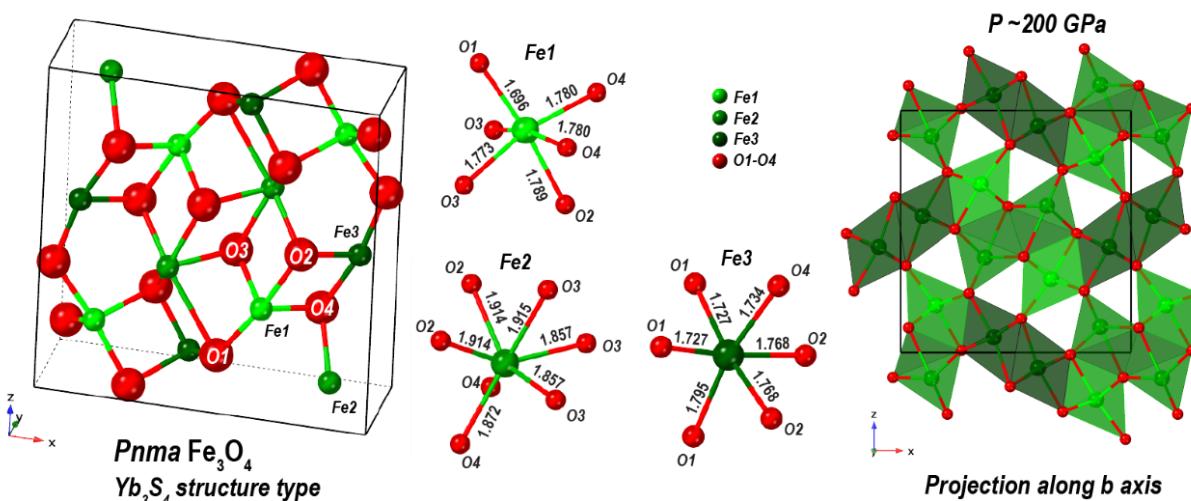 Fe3
O3
O2
O4
Fe1
O1
Fe2
z
y
x
Pnma Fe₃O₄
Yb₃S₄ structure type
Fe1
O1
O4
1.696
1.780
O3
1.780
O4
1.773
1.789
O3
O2
Fe2
O2
O3
1.914
1.915
O2
1.914
1.857
O3
O4
1.857
O3
1.872
O4
Fe1
Fe2
Fe3
O1-O4
Fe3
O1
O4
1.727
1.734
O1
1.727
1.768
O2
1.795
1.768
O2
O1
P ~200 GPa
z
x
Projection along b axis